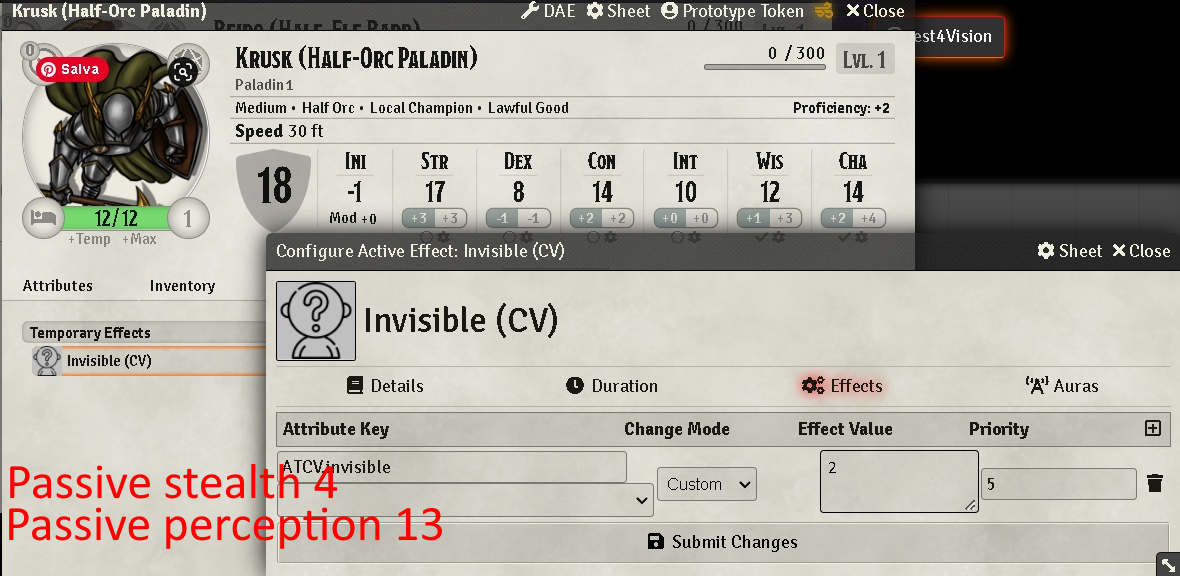 Krusk (Half-Orc Paladin) DAE Sheet Prototype Token Close
0 / 300 est4Vision
0
Salva
Krusk (Half-Orc Paladin) 0 / 300 Lvl. 1
Paladin 1
Medium • Half Orc • Local Champion • Lawful Good Proficiency: +2
Speed 30 ft
18
Ini Str Dex Con Int Wis Cha
-1 17 8 14 10 12 14
Mod +0 +3 +3 -1 -1 +2 +2 +0 +0 +1 +3 +2 +4
12/12 1
+Temp +Max
Configure Active Effect: Invisible (CV) Sheet Close
Attributes Inventory
Invisible (CV)
Temporary Effects
Invisible (CV)
Details Duration Effects Auras
Attribute Key Change Mode Effect Value Priority
ATCV.invisible Custom 2 5
Passive stealth 4
Passive perception 13
Submit Changes